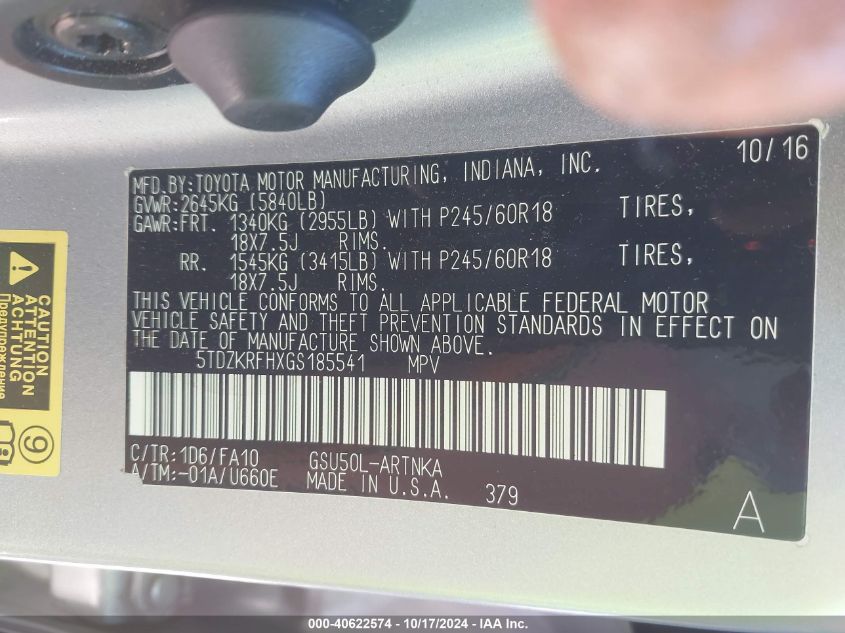 10/16
MFD.BY:TOYOTA MOTOR MANUFACTURING, INDIANA, INC.
GVWR:2645KG (5840LB)
GAWR:FRT. 1340KG (2955LB) WITH P245/60R18 TIRES,
18X7.5J RIMS.
RR. 1545KG (3415LB) WITH P245/60R18 TIRES,
18X7.5J RIMS.
THIS VEHICLE CONFORMS TO ALL APPLICABLE FEDERAL MOTOR
VEHICLE SAFETY AND THEFT PREVENTION STANDARDS IN EFFECT ON
THE DATE OF MANUFACTURE SHOWN ABOVE.
5TDZKRFHXGS185541 MPV
C/TR:1D6/FA10 GSU50L-ARTNKA
A/TM:-01A/U660E MADE IN U.S.A. 379
A
CAUTION
ATTENTION
ACHTUNG
Предупреждение
9
000-40622574 - 10/17/2024 - IAA Inc.